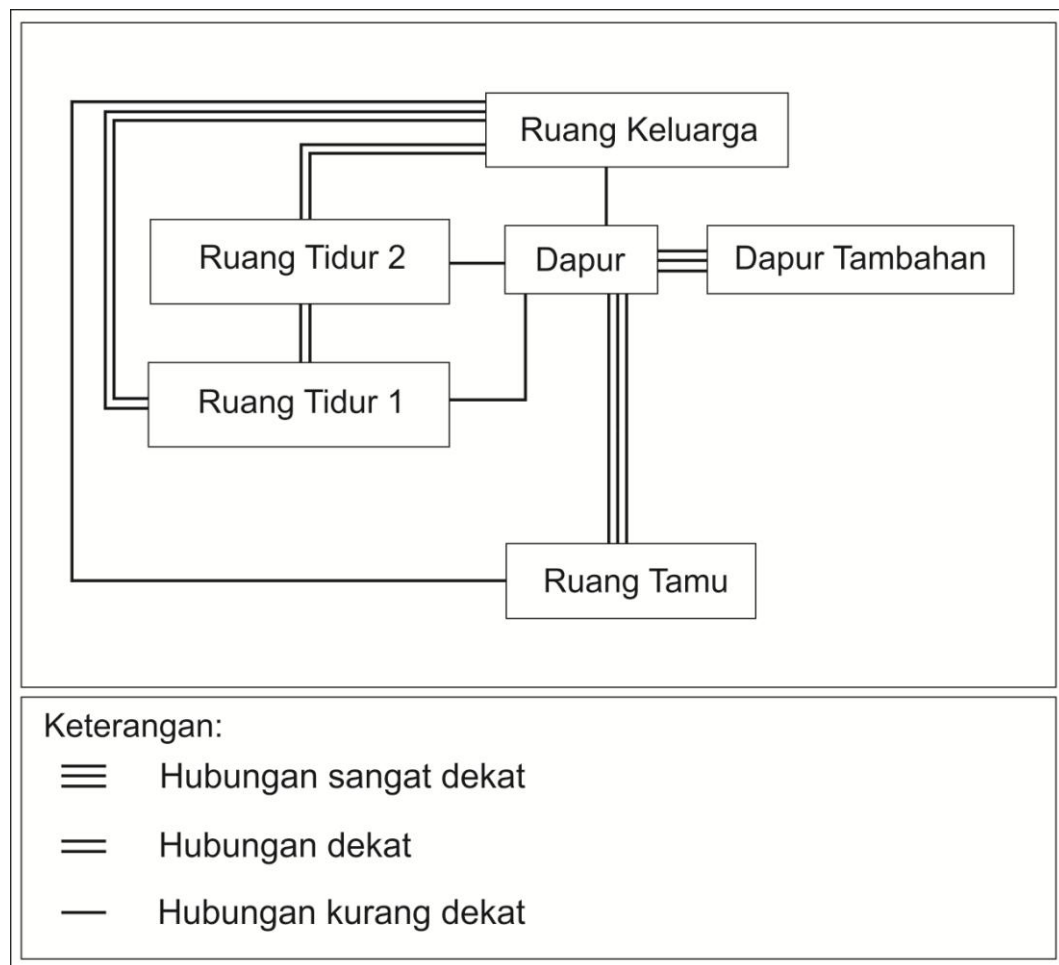 Ruang Keluarga
Ruang Tidur 2
Dapur
Dapur Tambahan
Ruang Tidur 1
Ruang Tamu
Keterangan:
Hubungan sangat dekat
Hubungan dekat
Hubungan kurang dekat